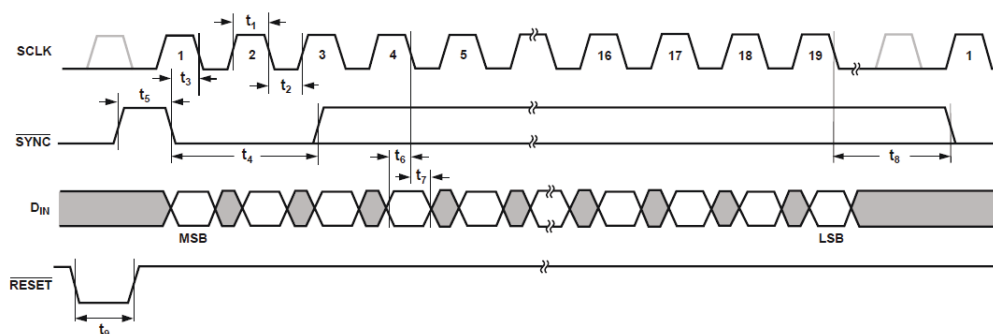 t1
SCLK 1 2 3 4 5 16 17 18 19 1
t3
t2
t5
SYNC
t4 t8
t6
t7
DIN
MSB LSB
RESET
t9